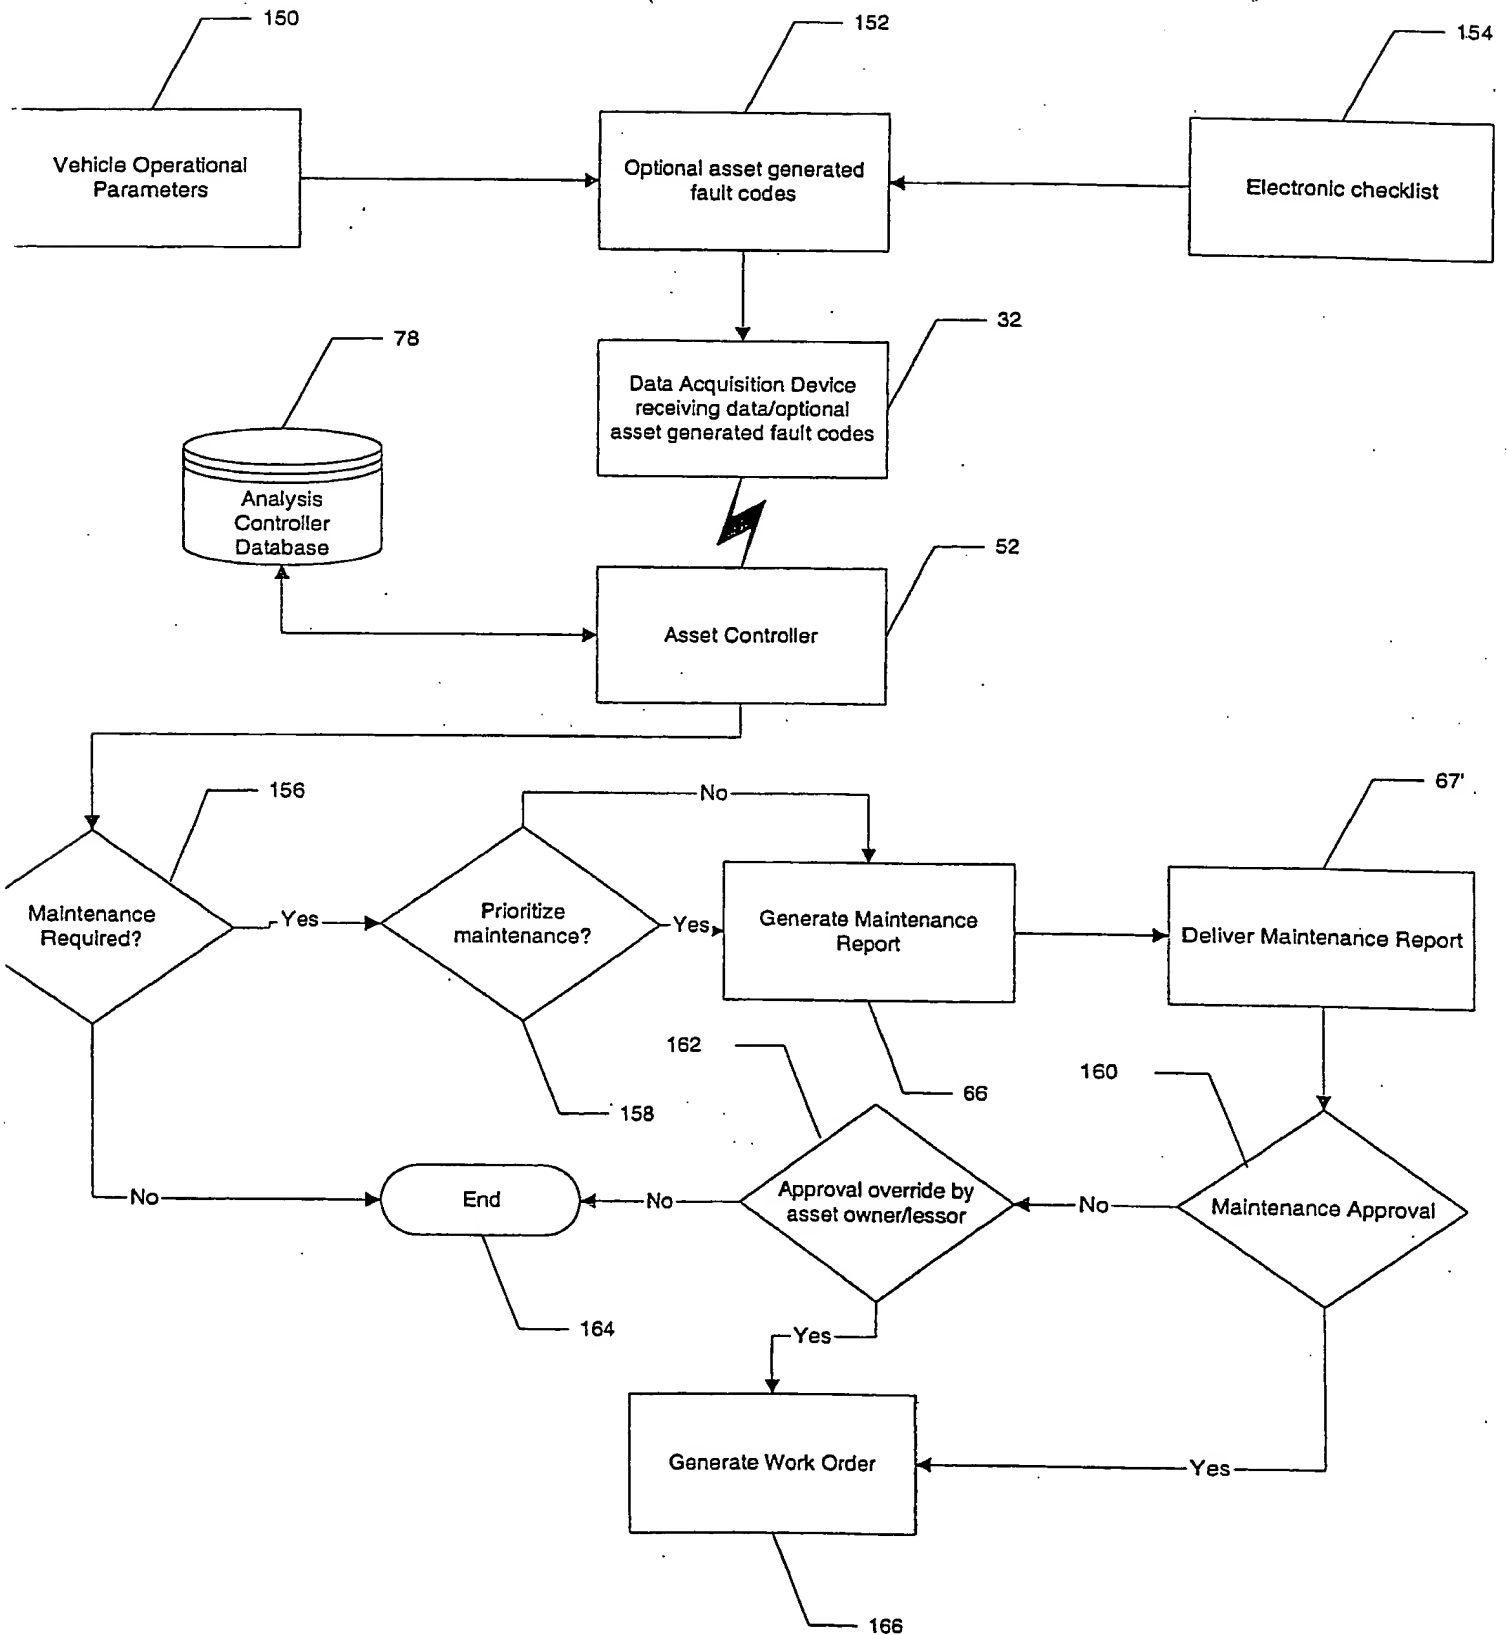 150
152
154
Vehicle Operational
Parameters
Optional asset generated
fault codes
Electronic checklist
32
78
Data Acquisition Device
receiving data/optional
asset generated fault codes
Analysis
Controller
Database
52
Asset Controller
156
No
67'
Maintenance
Required?
Yes
Prioritize
maintenance?
Yes
Generate Maintenance
Report
Deliver Maintenance Report
162
160
66
158
No
End
No
Approval override by
asset owner/lessor
No
Maintenance Approval
164
Yes
Generate Work Order
Yes
166